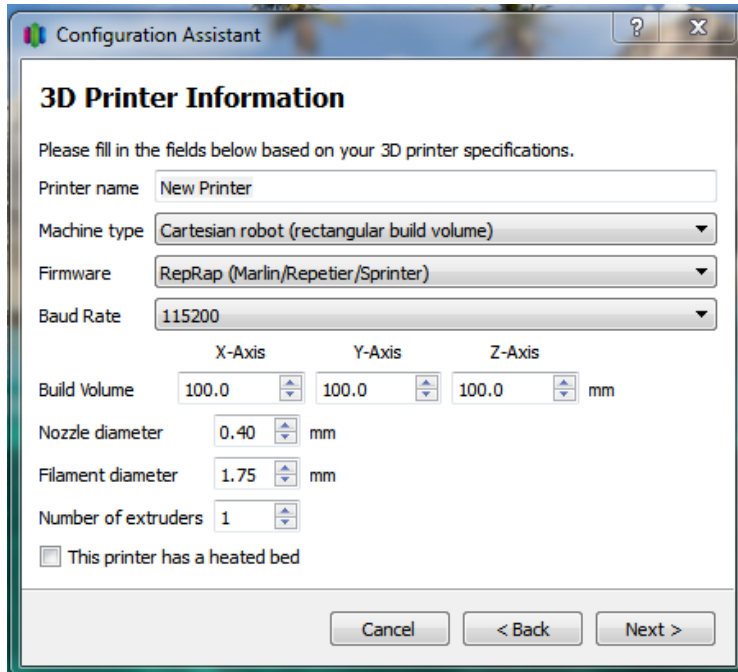 Configuration Assistant
3D Printer Information
Please fill in the fields below based on your 3D printer specifications.
Printer name New Printer
Machine type Cartesian robot (rectangular build volume)
Firmware RepRap (Marlin/Repetier/Sprinter)
Baud Rate 115200
X-Axis Y-Axis Z-Axis
Build Volume 100.0 100.0 100.0 mm
Nozzle diameter 0.40 mm
Filament diameter 1.75 mm
Number of extruders 1
This printer has a heated bed
Cancel < Back Next >